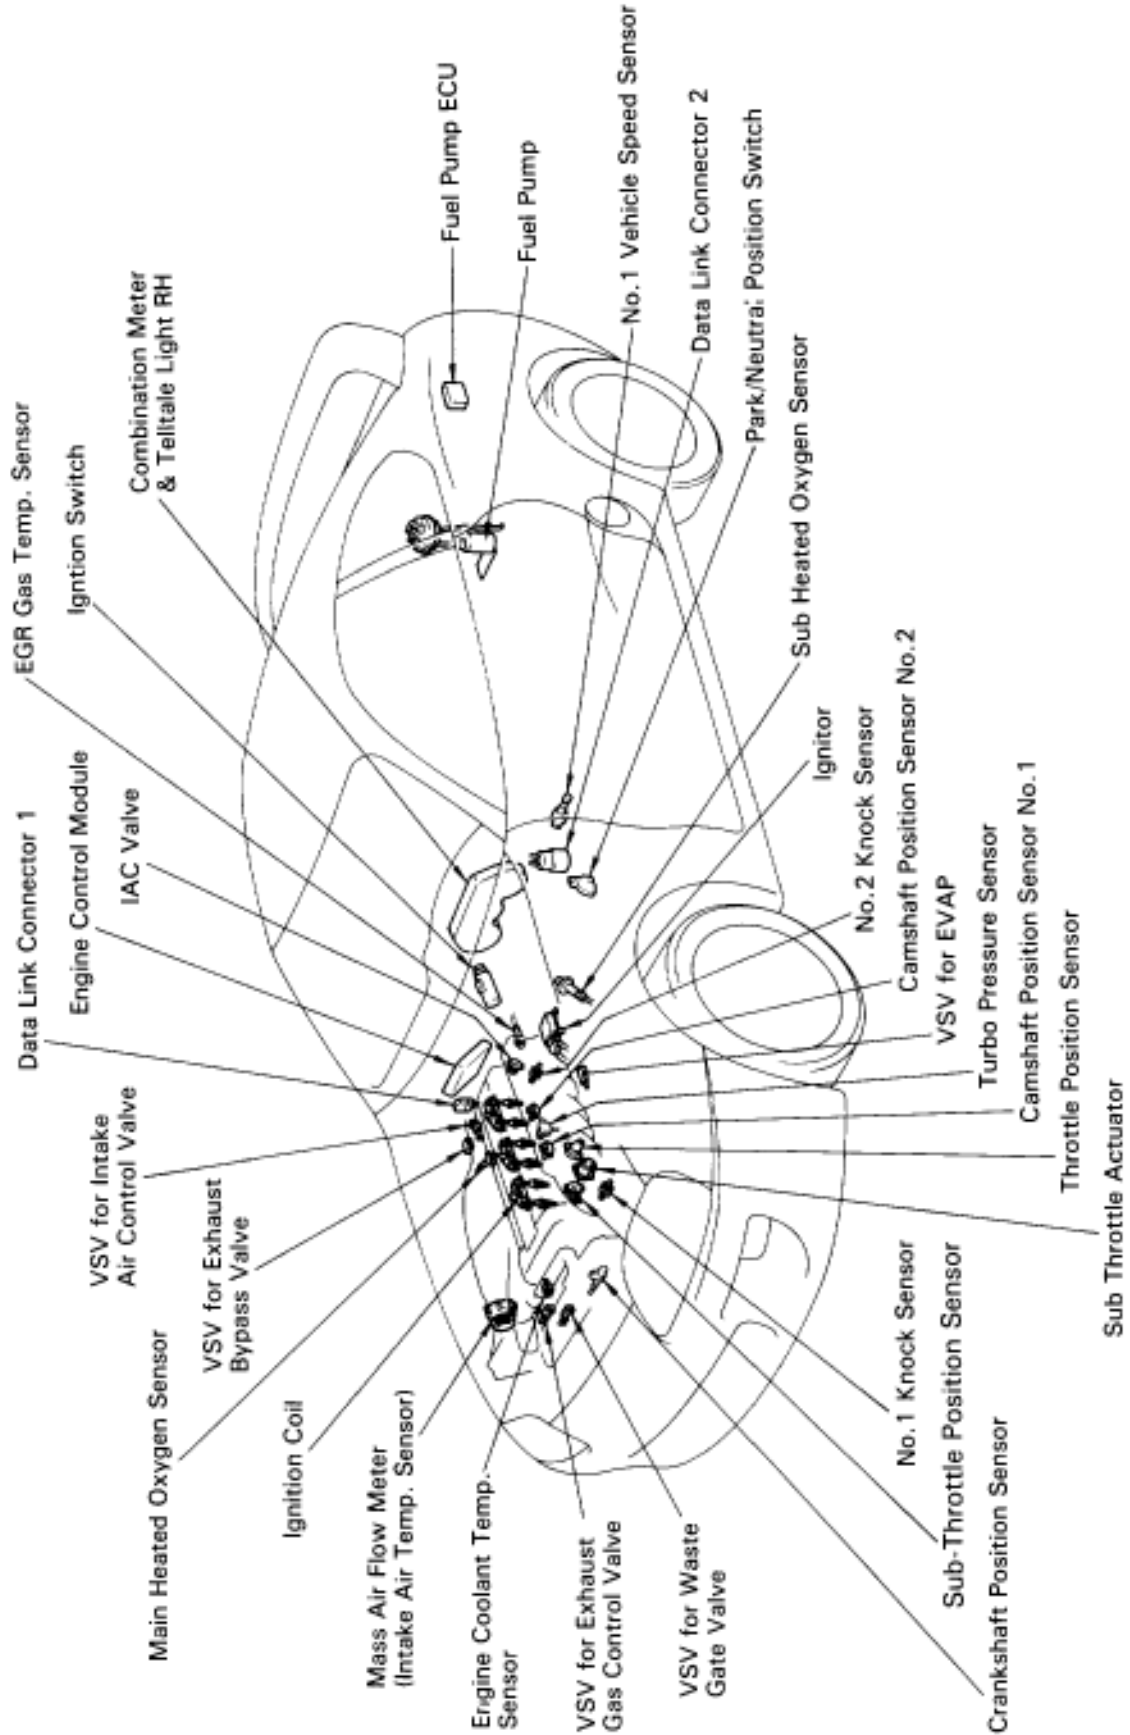 Main Heated Oxygen Sensor
VSV for Intake
Air Control Valve
Data Link Connector 1
Engine Control Module
IAC Valve
EGR Gas Temp. Sensor
Igntion Switch
Combination Meter
& Telltale Light RH
VSV for Exhaust
Bypass Valve
Ignition Coil
Mass Air Flow Meter
(Intake Air Temp. Sensor)
Engine Coolant Temp.
Sensor
VSV for Exhaust
Gas Control Valve
VSV for Waste
Gate Valve
Fuel Pump ECU
Fuel Pump
No.1 Vehicle Speed Sensor
Data Link Connector 2
Park/Neutral Position Switch
Sub Heated Oxygen Sensor
Ignitor
No.2 Knock Sensor
Camshaft Position Sensor No.2
VSV for EVAP
Turbo Pressure Sensor
Camshaft Position Sensor No.1
Throttle Position Sensor
Sub Throttle Actuator
No.1 Knock Sensor
Sub-Throttle Position Sensor
Crankshaft Position Sensor